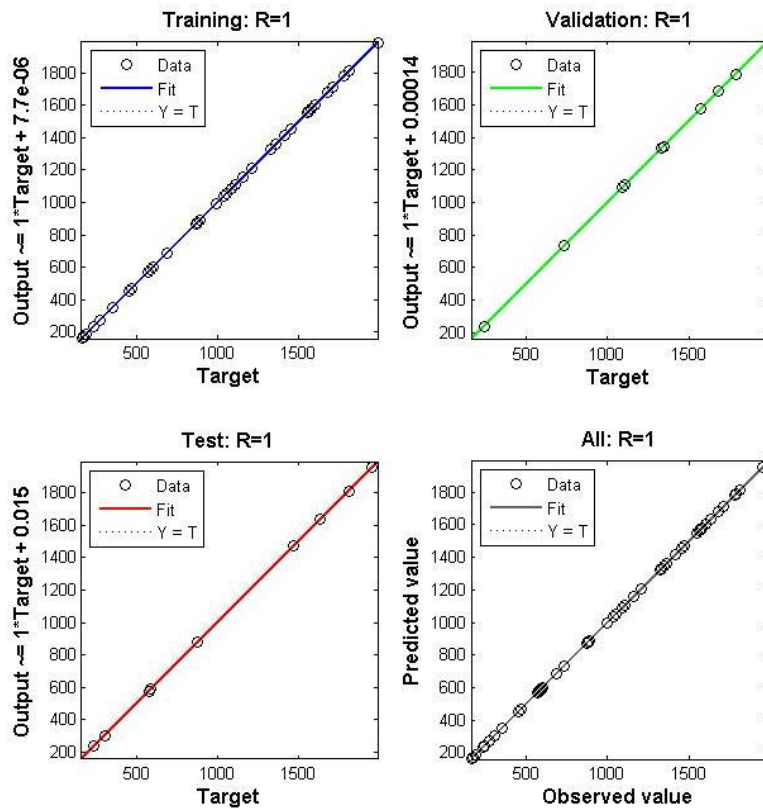 Training: R=1
Output ~= 1*Target + 7.7e-06
1800
1600
1400
1200
1000
800
600
400
200
Data
Fit
Y = T
500
1000
1500
Target
Validation: R=1
Output ~= 1*Target + 0.00014
1800
1600
1400
1200
1000
800
600
400
200
Data
Fit
Y = T
500
1000
1500
Target
Test: R=1
Output ~= 1*Target + 0.015
1800
1600
1400
1200
1000
800
600
400
200
Data
Fit
Y = T
500
1000
1500
Target
All: R=1
Predicted value
1800
1600
1400
1200
1000
800
600
400
200
Data
Fit
Y = T
500
1000
1500
Observed value